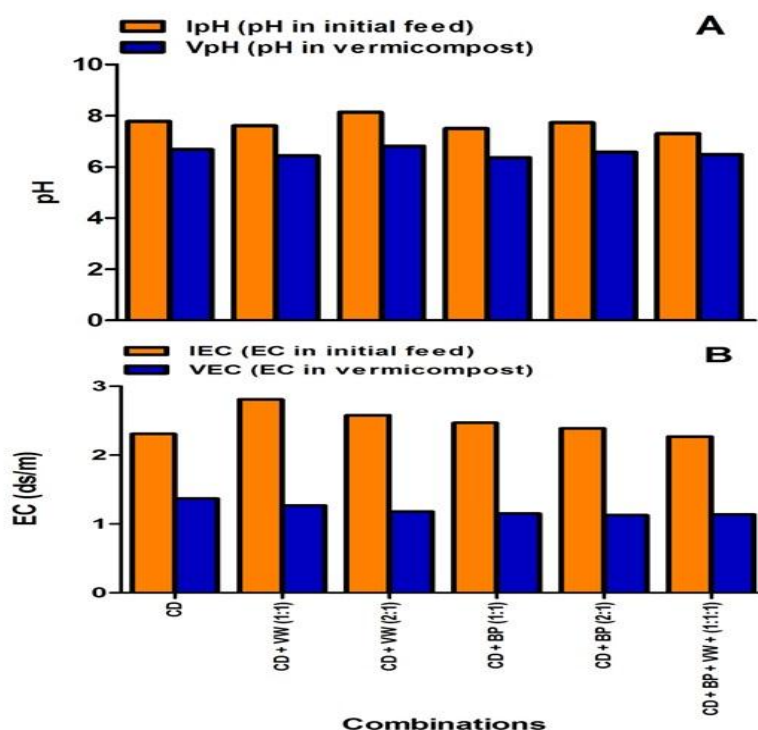 A
IpH (pH in initial feed)
VpH (pH in vermicompost)
10
8
6
4
2
0
pH
B
IEC (EC in initial feed)
VEC (EC in vermicompost)
3
2
1
0
EC (ds/m)
CD
CD + VW (1:1)
CD + VW (2:1)
CD + BP (1:1)
CD + BP (2:1)
CD + BP + VW + (1:1:1)
Combinations